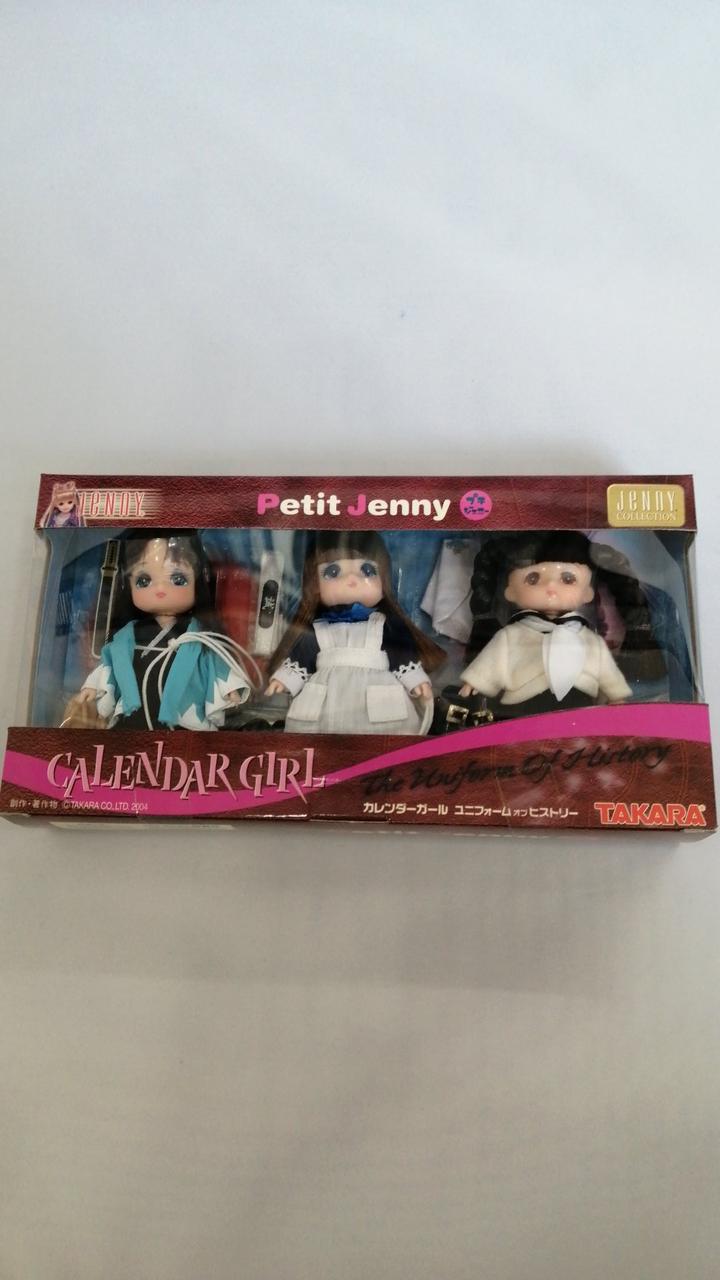 JENNY
Petit Jenny プチジェニー
JENNY COLLECTION
CALENDAR GIRL
The Uniform Of History
創作・著作物 ©TAKARA CO.,LTD. 2004
カレンダーガール ユニフォーム オブ ヒストリー
TAKARA®